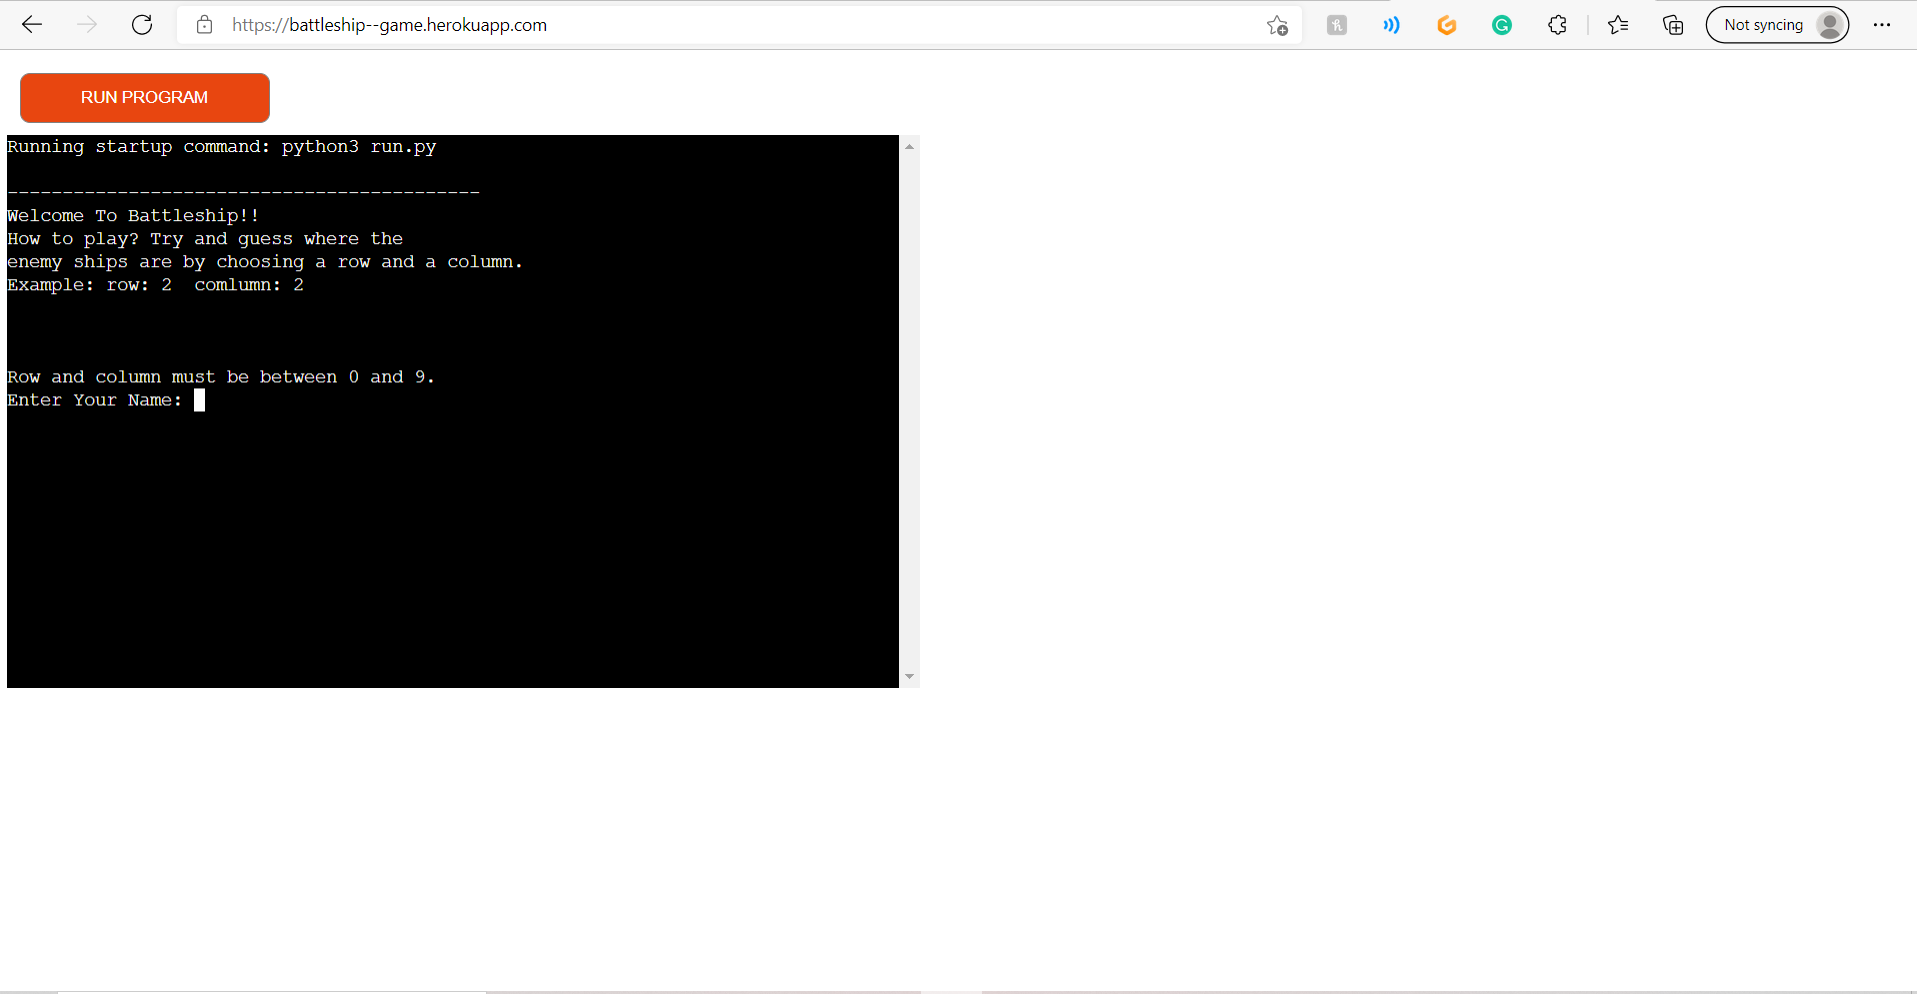 https://battleship--game.herokuapp.com
Not syncing
RUN PROGRAM
Running startup command: python3 run.py
-------------------------------------------
Welcome To Battleship!!
How to play? Try and guess where the
enemy ships are by choosing a row and a column.
Example: row: 2  comlumn: 2
Row and column must be between 0 and 9.
Enter Your Name: